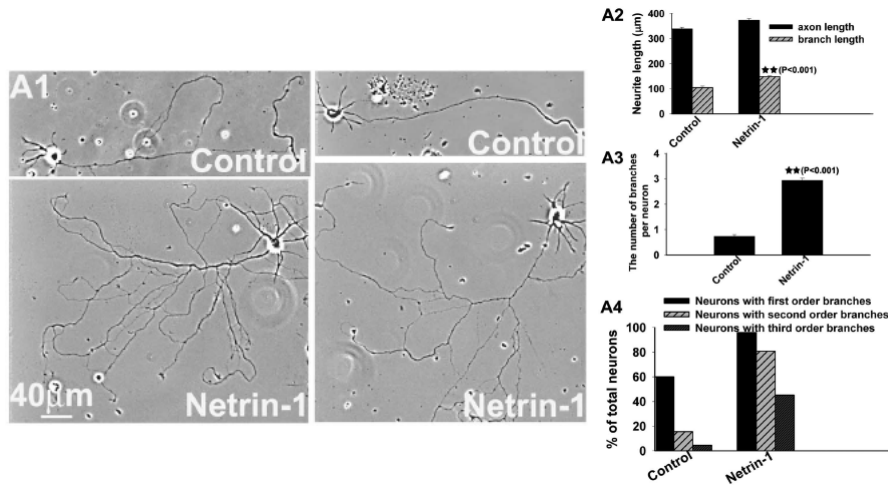 A1
Control
Control
Netrin-1
Netrin-1
40μm
A2
Neurite length (μm)
400
300
200
100
0
axon length
branch length
★★(P<0.001)
Control
Netrin-1
A3
The number of branches
per neuron
4
3
2
1
0
★★(P<0.001)
Control
Netrin-1
A4
Neurons with first order branches
Neurons with second order branches
Neurons with third order branches
% of total neurons
100
80
60
40
20
0
Control
Netrin-1